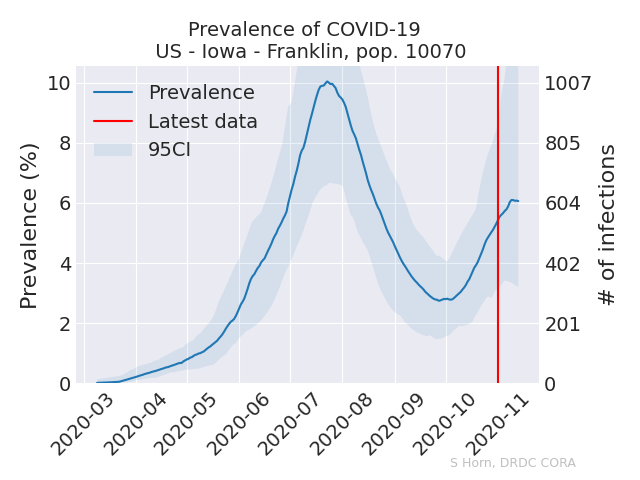 Prevalence of COVID-19
US - Iowa - Franklin, pop. 10070
Prevalence (%)
10
8
6
4
2
0
Prevalence
Latest data
95CI
1007
805
604
402
201
0
# of infections
2020-03
2020-04
2020-05
2020-06
2020-07
2020-08
2020-09
2020-10
2020-11
S Horn, DRDC CORA